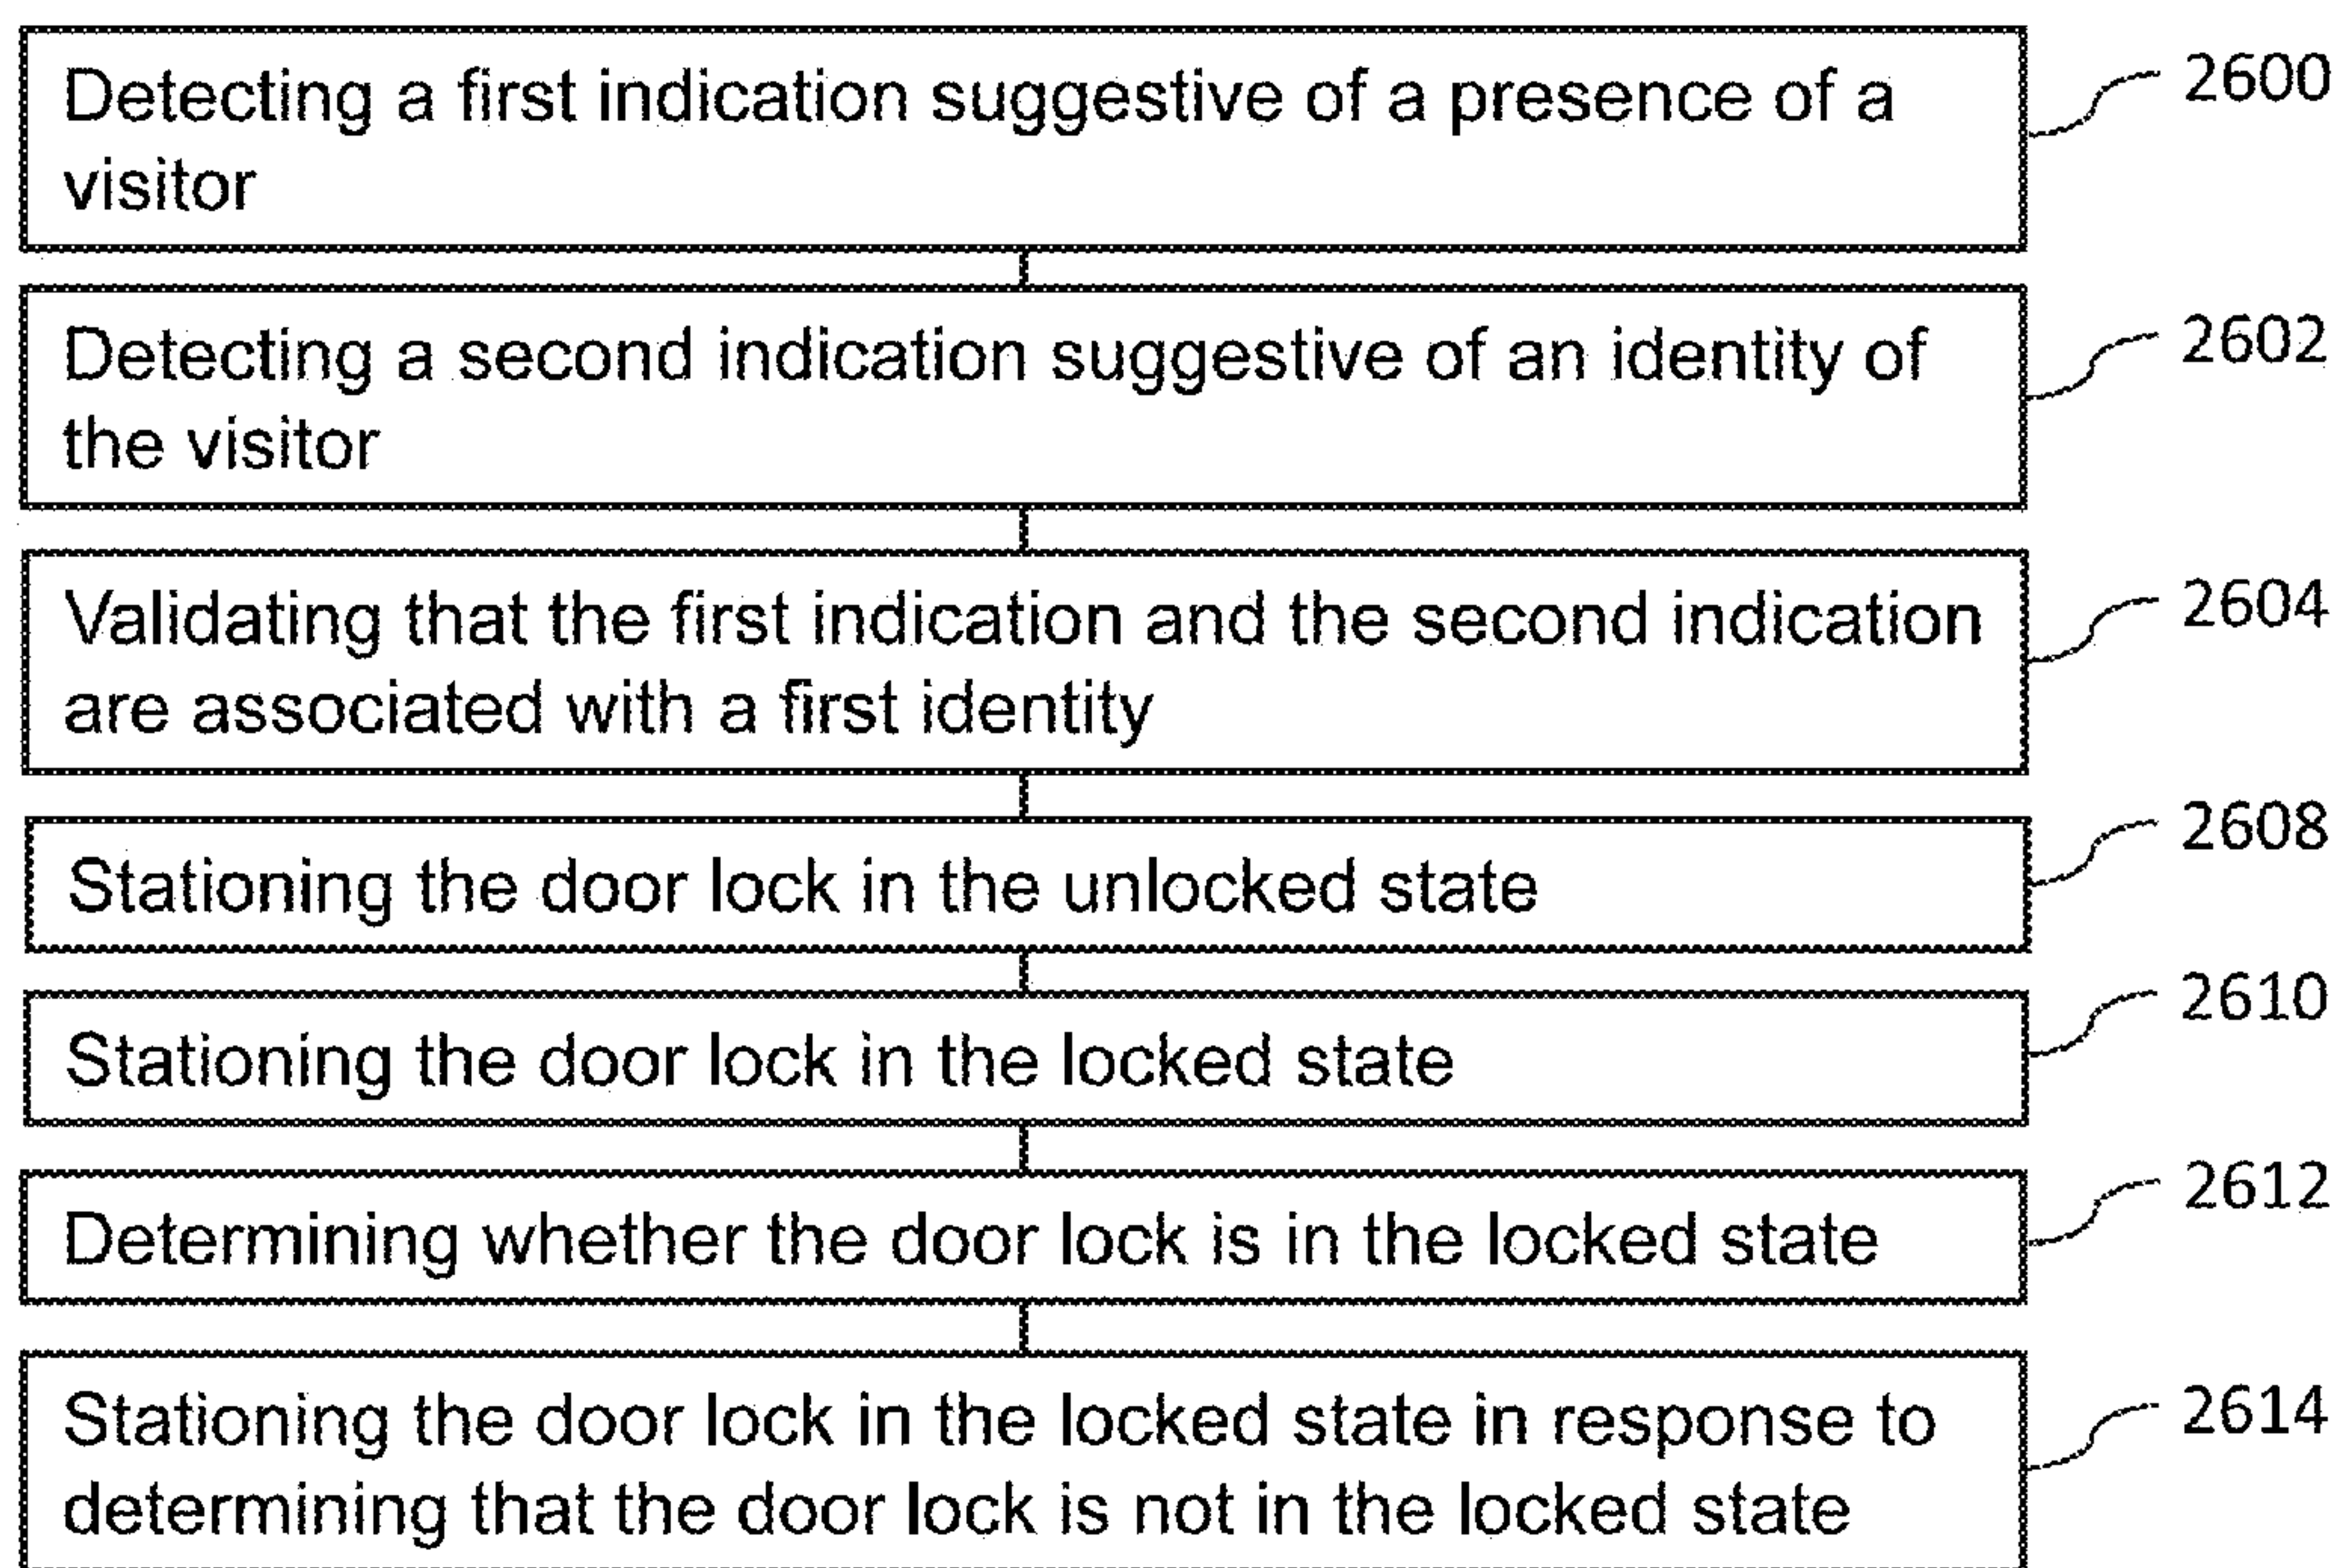 Detecting a first indication suggestive of a presence of a
visitor
2600
Detecting a second indication suggestive of an identity of
the visitor
2602
Validating that the first indication and the second indication
are associated with a first identity
2604
Stationing the door lock in the unlocked state
2608
Stationing the door lock in the locked state
2610
Determining whether the door lock is in the locked state
2612
Stationing the door lock in the locked state in response to
determining that the door lock is not in the locked state
2614